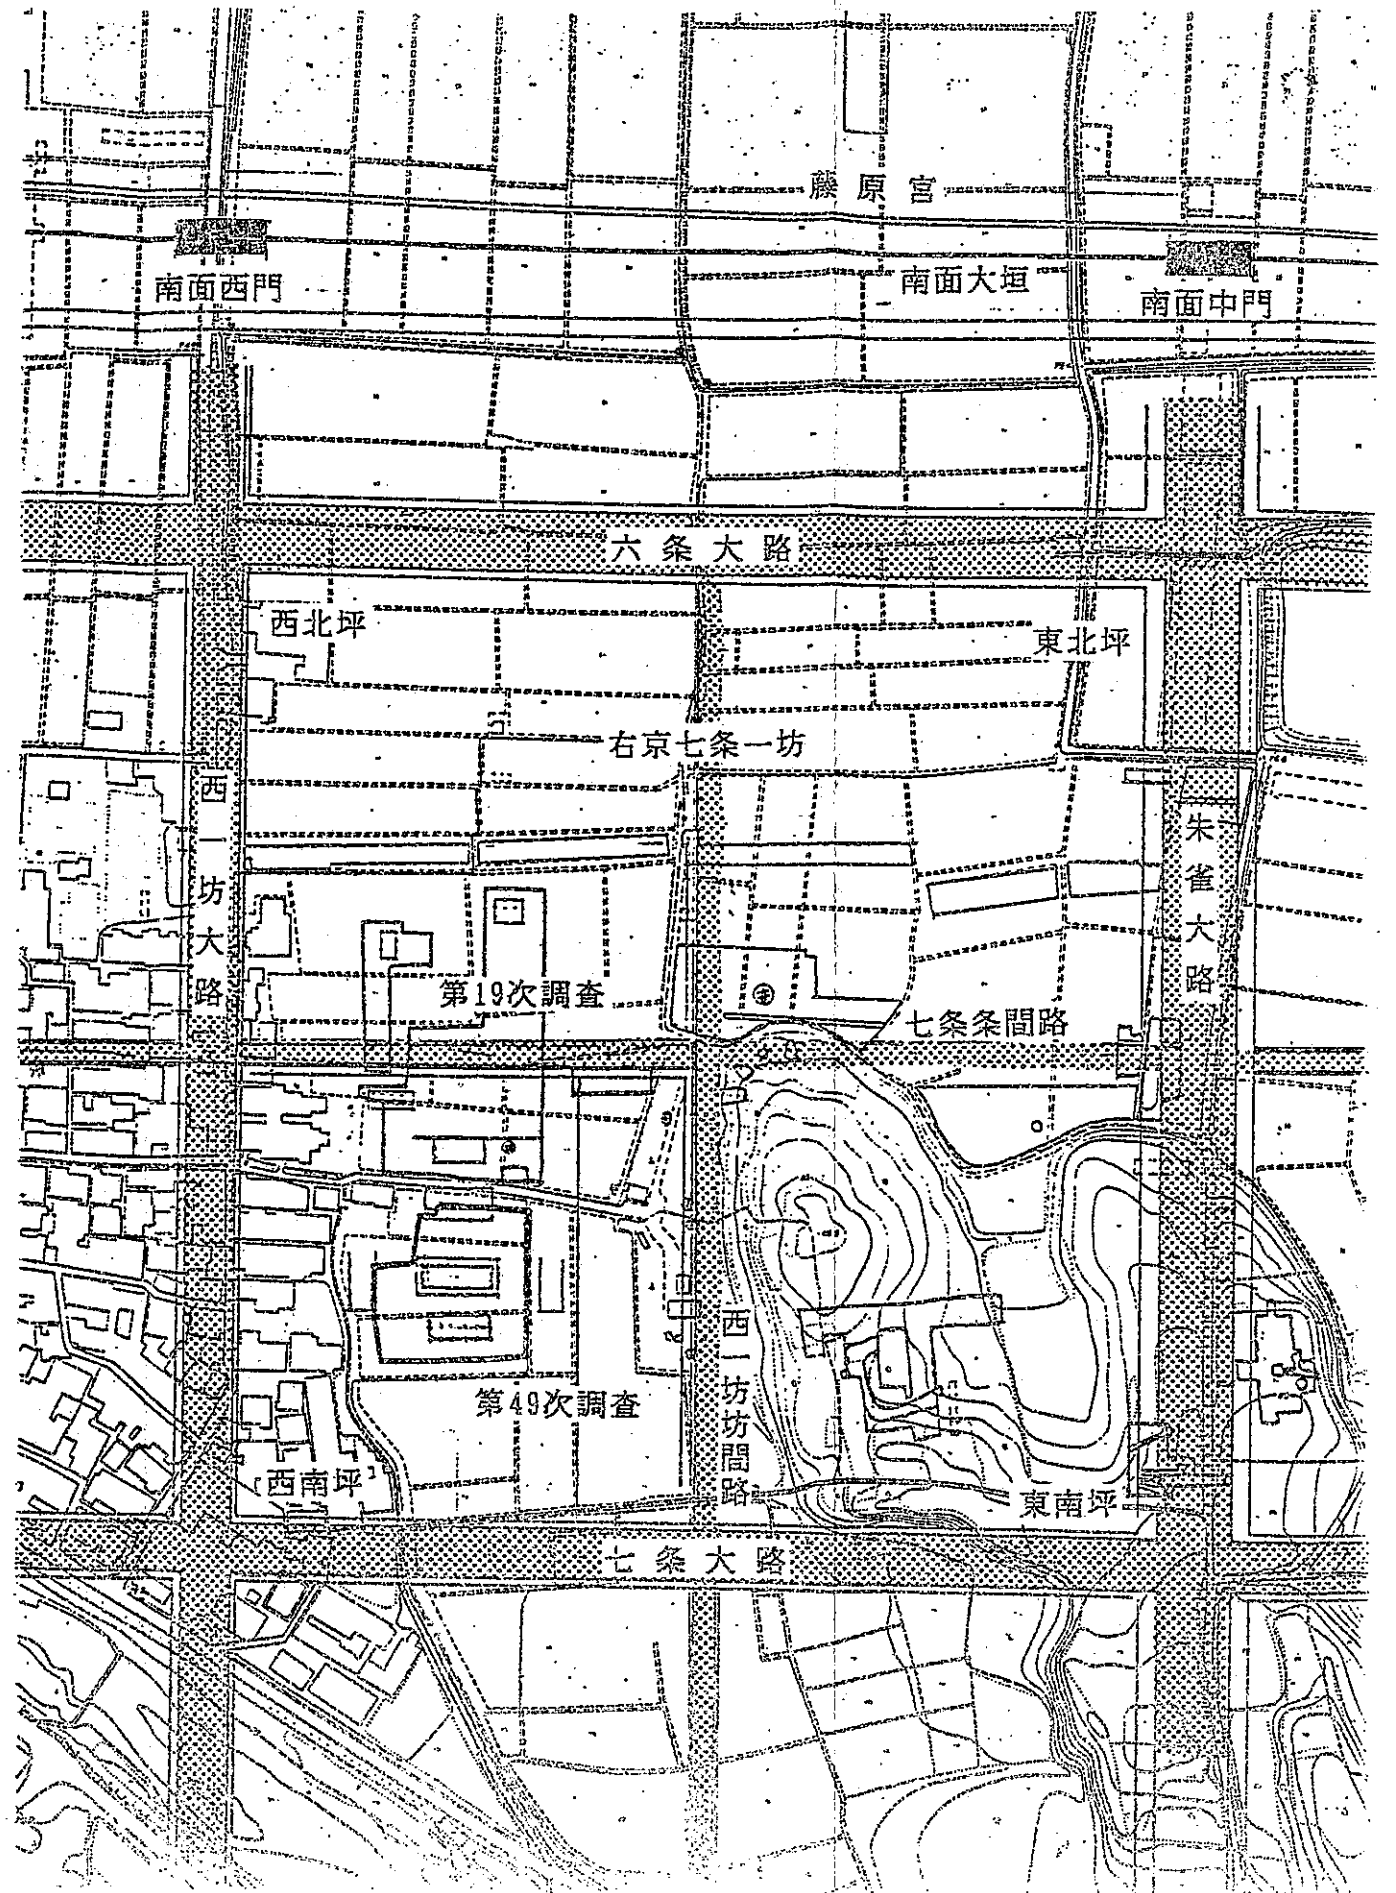 藤原宮
南面西門
南面大垣
南面中門
六条大路
西北坪
東北坪
右京七条一坊
西一坊大路
朱雀大路
第19次調査
七条条間路
西一坊坊間路
第49次調査
西南坪
東南坪
七条大路